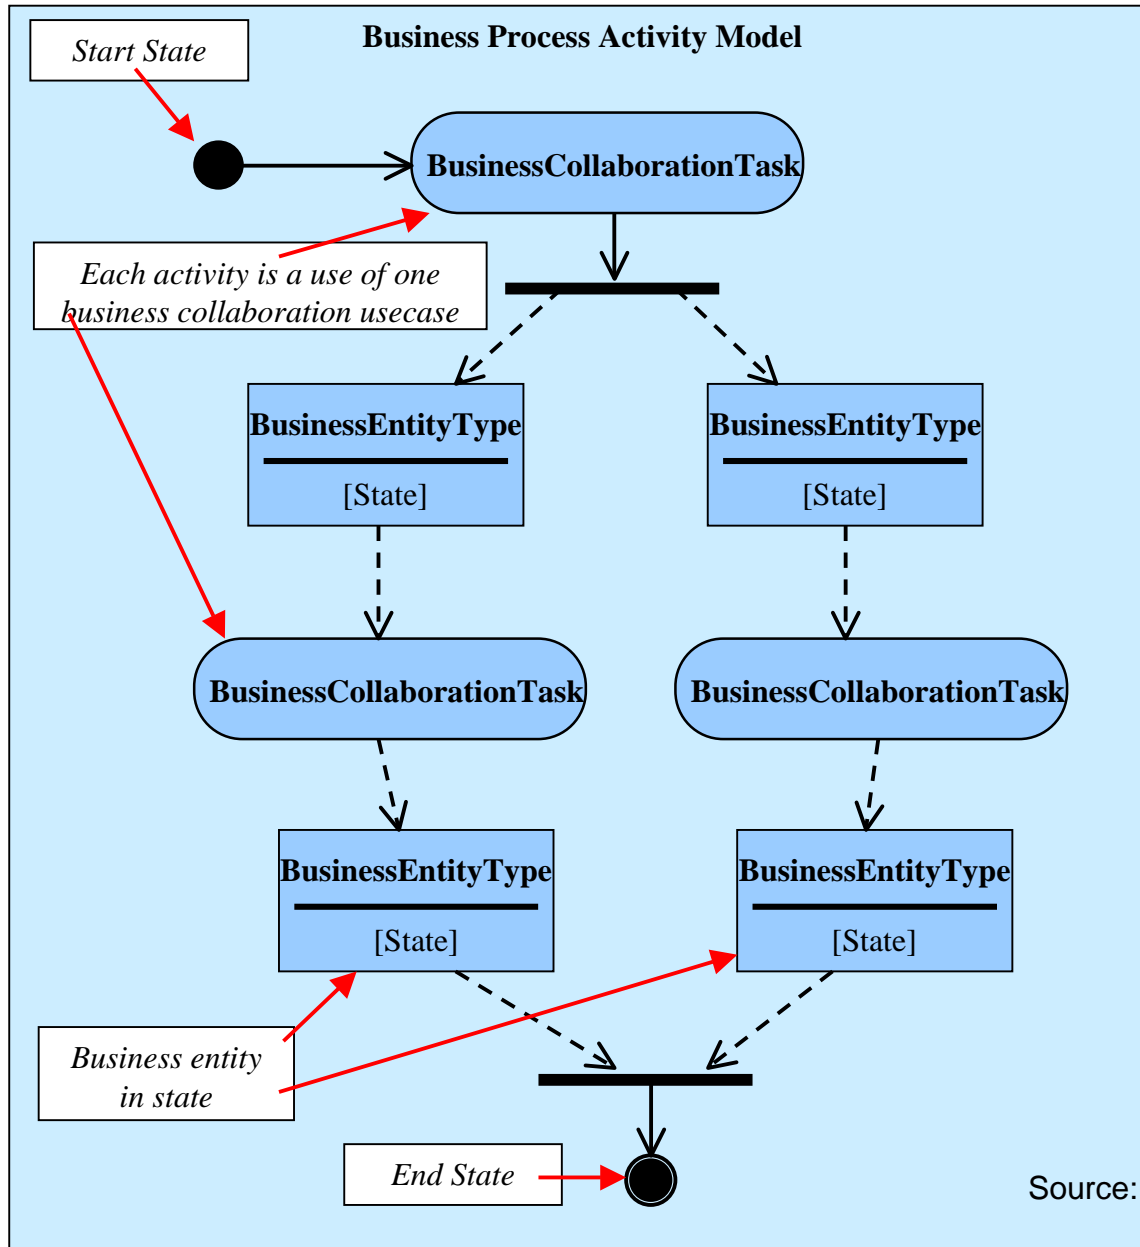 Business Process Activity Model
Start State
BusinessCollaborationTask
Each activity is a use of one
business collaboration usecase
BusinessEntityType
[State]
BusinessEntityType
[State]
BusinessCollaborationTask
BusinessCollaborationTask
BusinessEntityType
[State]
BusinessEntityType
[State]
Business entity
in state
End State
Source: